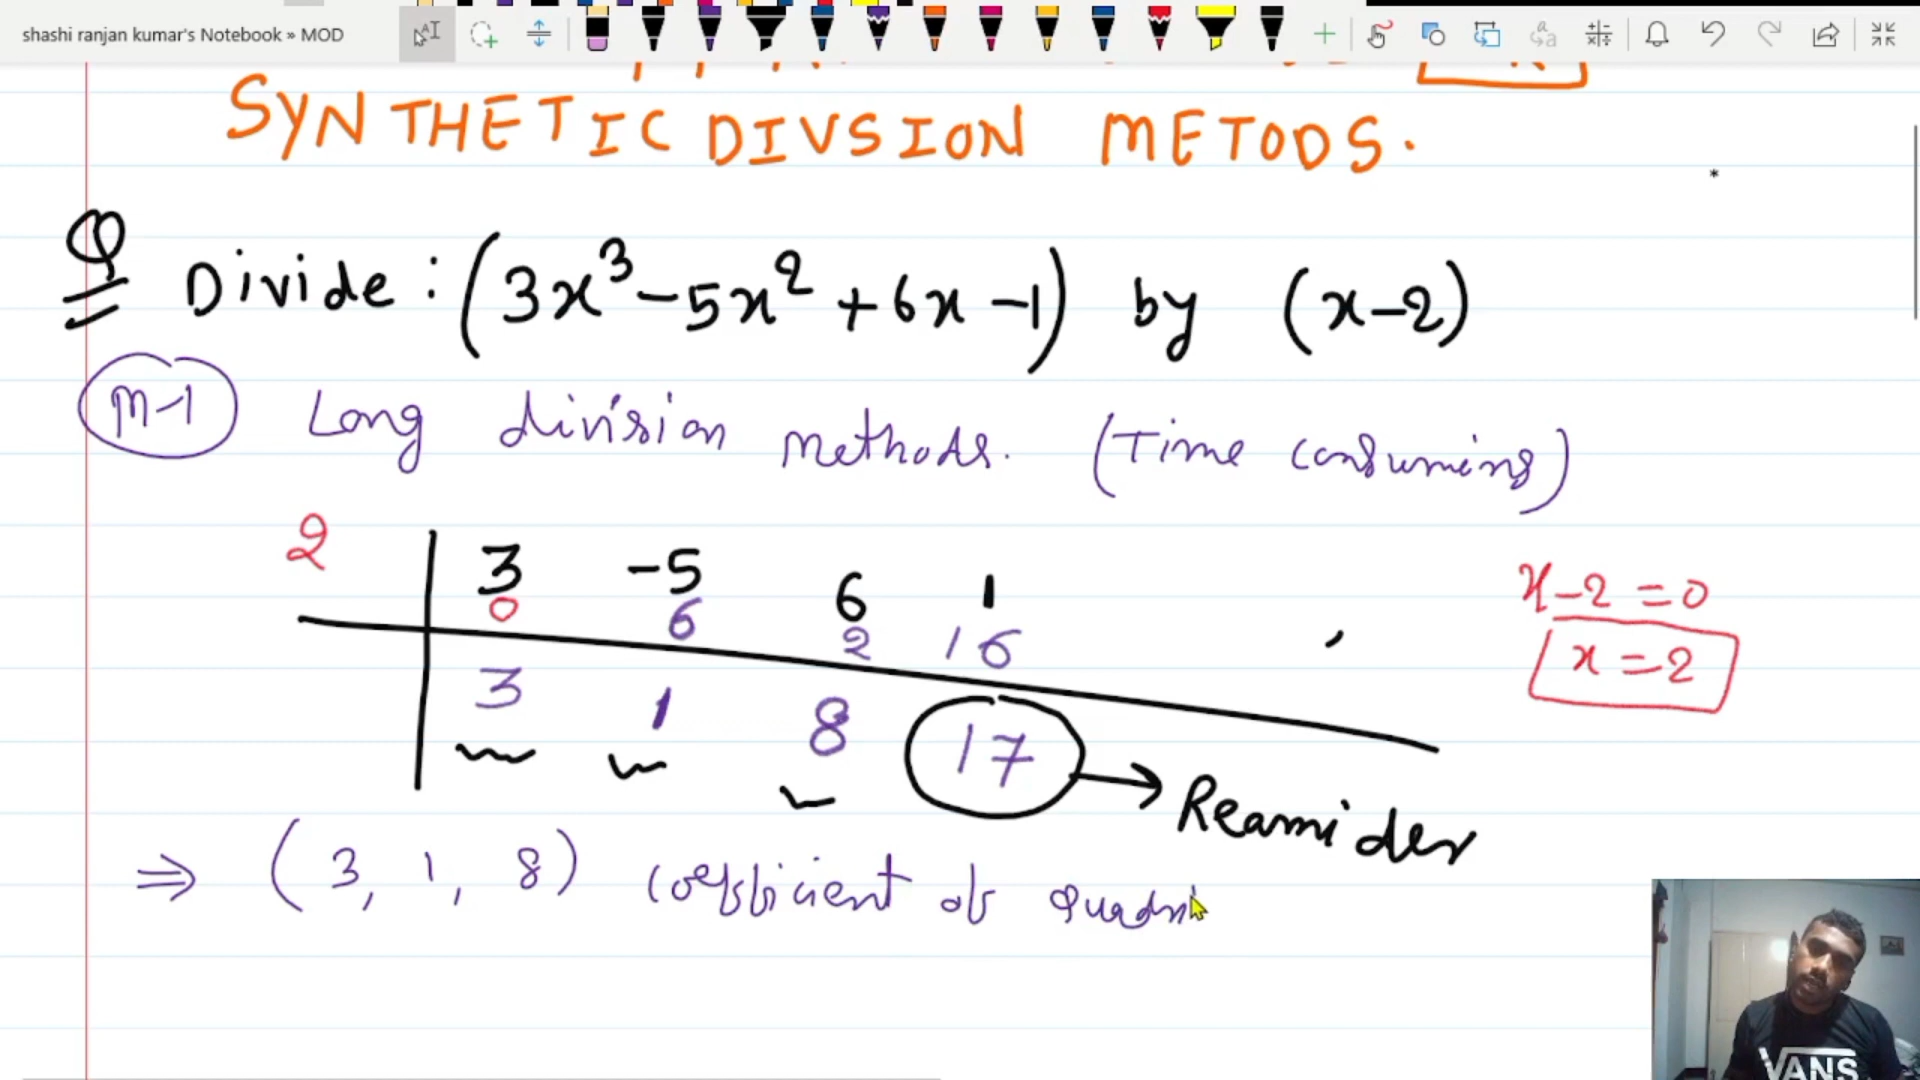 shashi ranjan kumar's Notebook » MOD
SYNTHETIC DIVSION METODS.
Q Divide : (3x³ - 5x² + 6x - 1) by (x-2)
M-1 Long division methods. (Time consuming)
2 3 -5 6 1
0 6 2 16
3 1 8 17 → Reamider
x-2=0
x=2
⇒ (3, 1, 8) coefficient of quadri
VANS